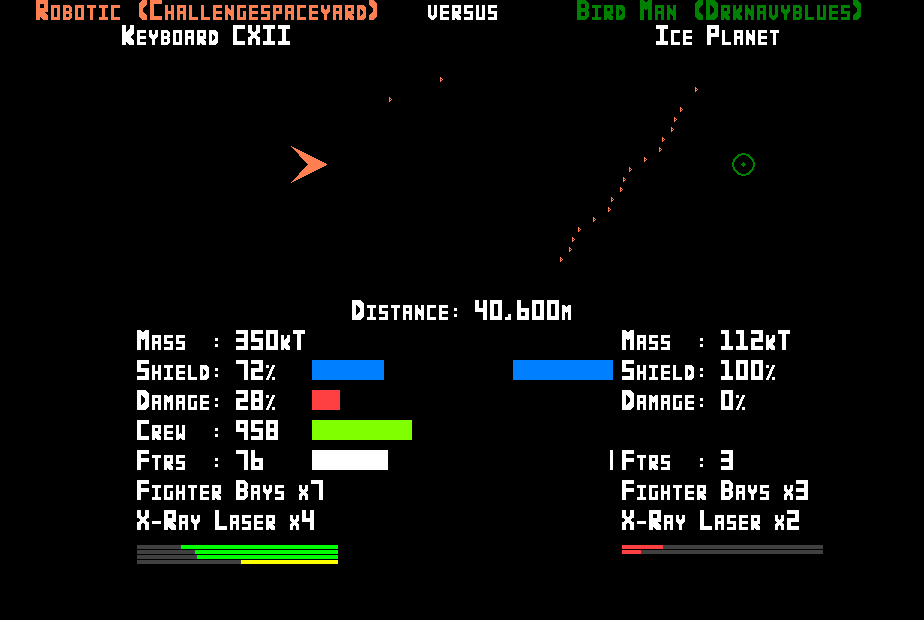 Robotic (Challengespaceyard) versus Bird Man (Drknavyblues)
Keyboard CXII Ice Planet
Distance: 40,600m
Mass : 350kT Mass : 112kT
Shield: 72% Shield: 100%
Damage: 28% Damage: 0%
Crew : 958
Ftrs : 76 Ftrs : 3
Fighter Bays x7 Fighter Bays x3
X-Ray Laser x4 X-Ray Laser x2